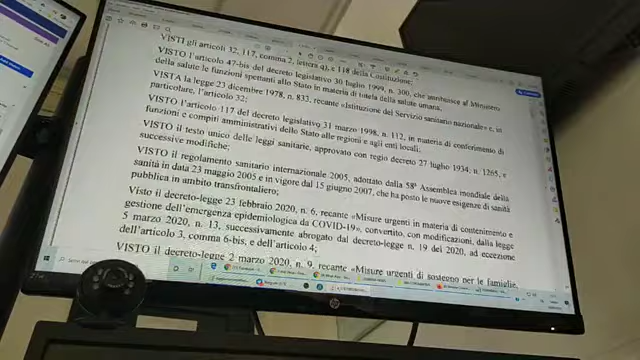 VISTI gli articoli 32, 117, comma 2, lettera q), e 118 della Costituzione;
VISTO l'articolo 47-bis del decreto legislativo 30 luglio 1999, n. 300, che attribuisce al Ministero
della salute le funzioni spettanti allo Stato in materia di tutela della salute umana;
VISTA la legge 23 dicembre 1978, n. 833, recante «Istituzione del Servizio sanitario nazionale» e, in
particolare, l'articolo 32;
VISTO l'articolo 117 del decreto legislativo 31 marzo 1998, n. 112, in materia di conferimento di
funzioni e compiti amministrativi dello Stato alle regioni e agli enti locali;
VISTO il testo unico delle leggi sanitarie, approvato con regio decreto 27 luglio 1934, n. 1265, e
successive modifiche;
VISTO il regolamento sanitario internazionale 2005, adottato dalla 58ª Assemblea mondiale della
sanità in data 23 maggio 2005 e in vigore dal 15 giugno 2007, che ha posto le nuove esigenze di sanità
pubblica in ambito transfrontaliero;
Visto il decreto-legge 23 febbraio 2020, n. 6, recante «Misure urgenti in materia di contenimento e
gestione dell'emergenza epidemiologica da COVID-19», convertito, con modificazioni, dalla legge
5 marzo 2020, n. 13, successivamente abrogato dal decreto-legge n. 19 del 2020, ad eccezione
dell'articolo 3, comma 6-bis, e dell'articolo 4;
VISTO il decreto-legge 2 marzo 2020, n. 9, recante «Misure urgenti di sostegno per le famiglie,
hp